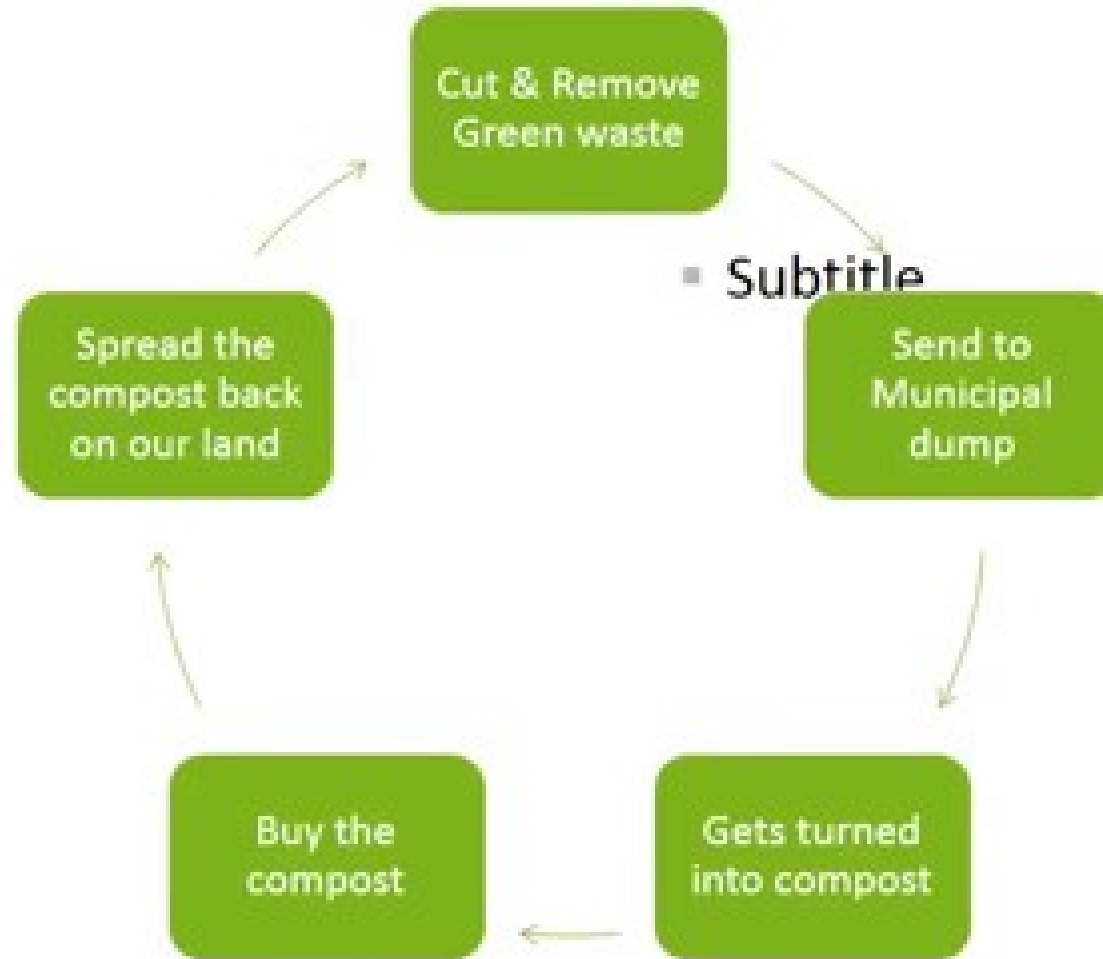 Cut & Remove
Green waste
Subtitle
Send to
Municipal
dump
Gets turned
into compost
Buy the
compost
Spread the
compost back
on our land